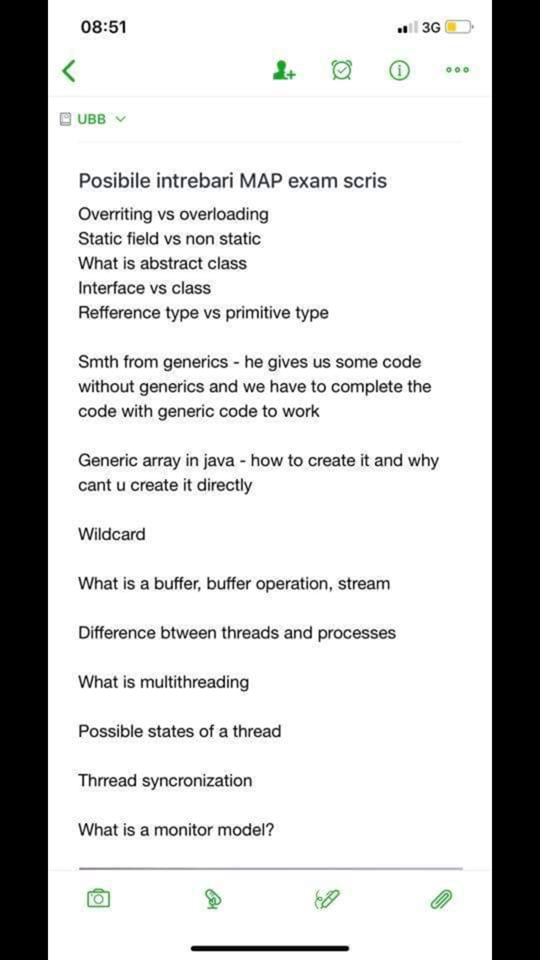 08:51
3G
UBB
Posibile intrebari MAP exam scris
Overriting vs overloading
Static field vs non static
What is abstract class
Interface vs class
Refference type vs primitive type
Smth from generics - he gives us some code
without generics and we have to complete the
code with generic code to work
Generic array in java - how to create it and why
cant u create it directly
Wildcard
What is a buffer, buffer operation, stream
Difference btween threads and processes
What is multithreading
Possible states of a thread
Thrread syncronization
What is a monitor model?